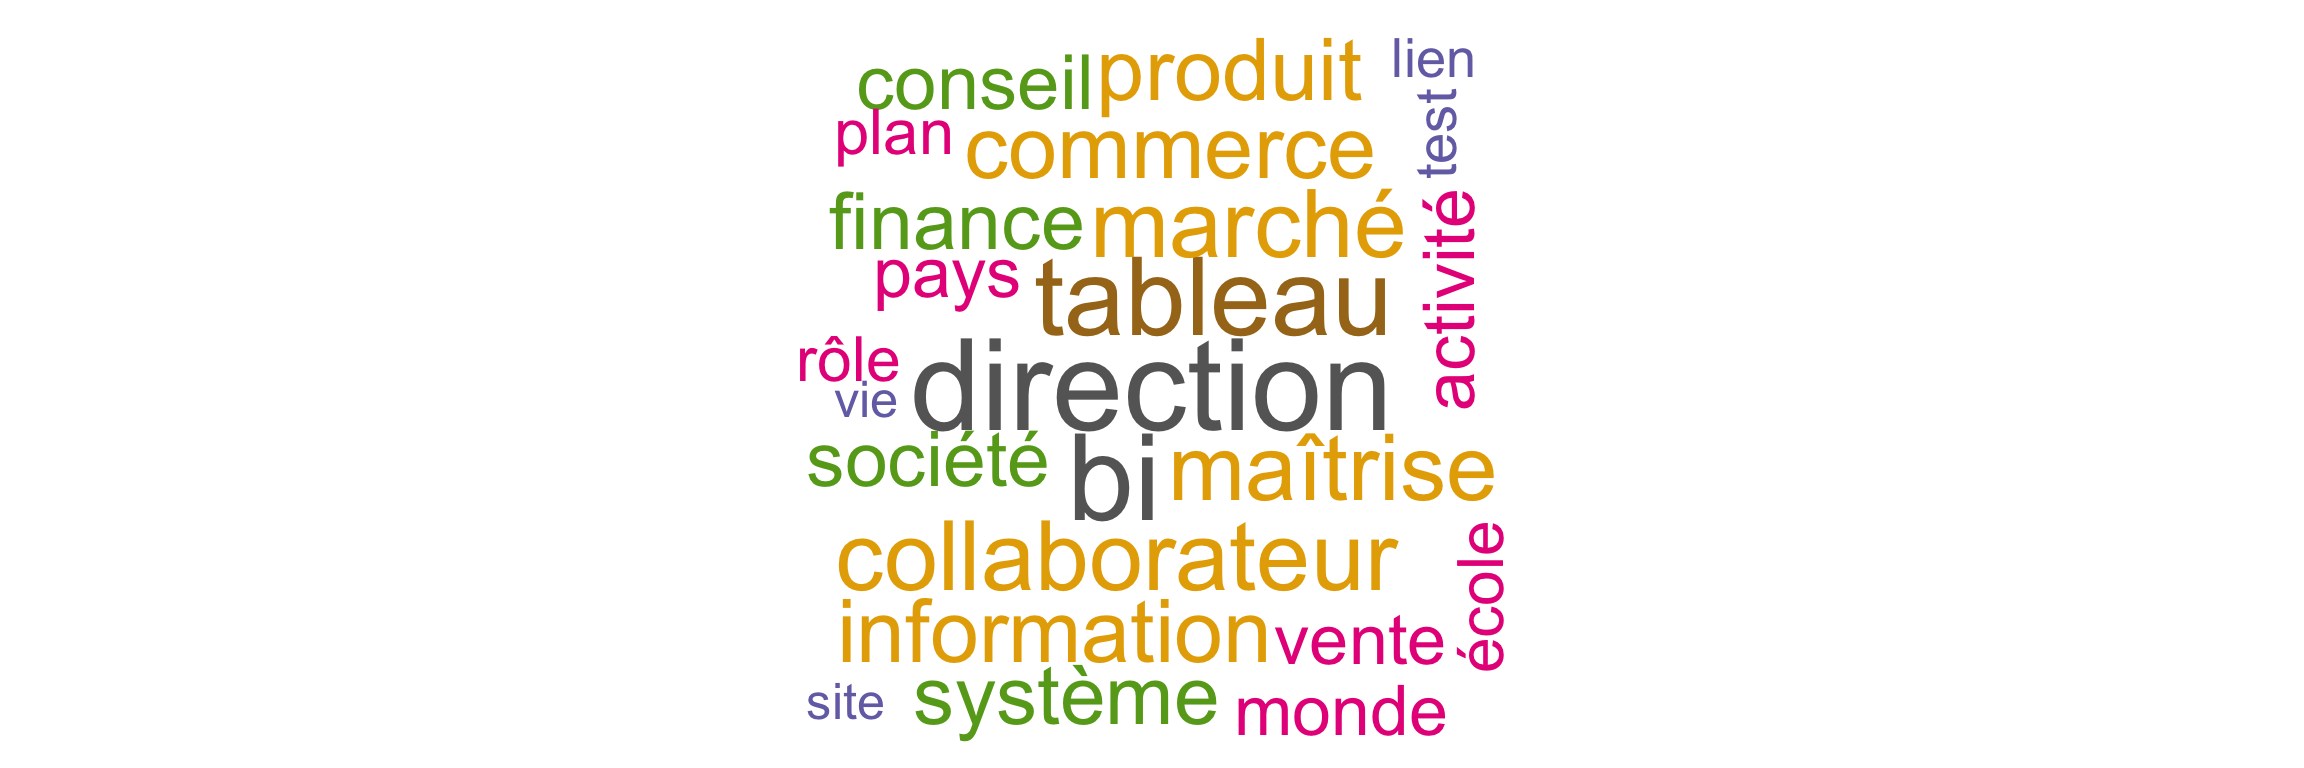 conseil produit lien
plan commerce test
finance marché activité
pays tableau
rôle direction
vie
société bi maîtrise
collaborateur école
information vente
site système monde